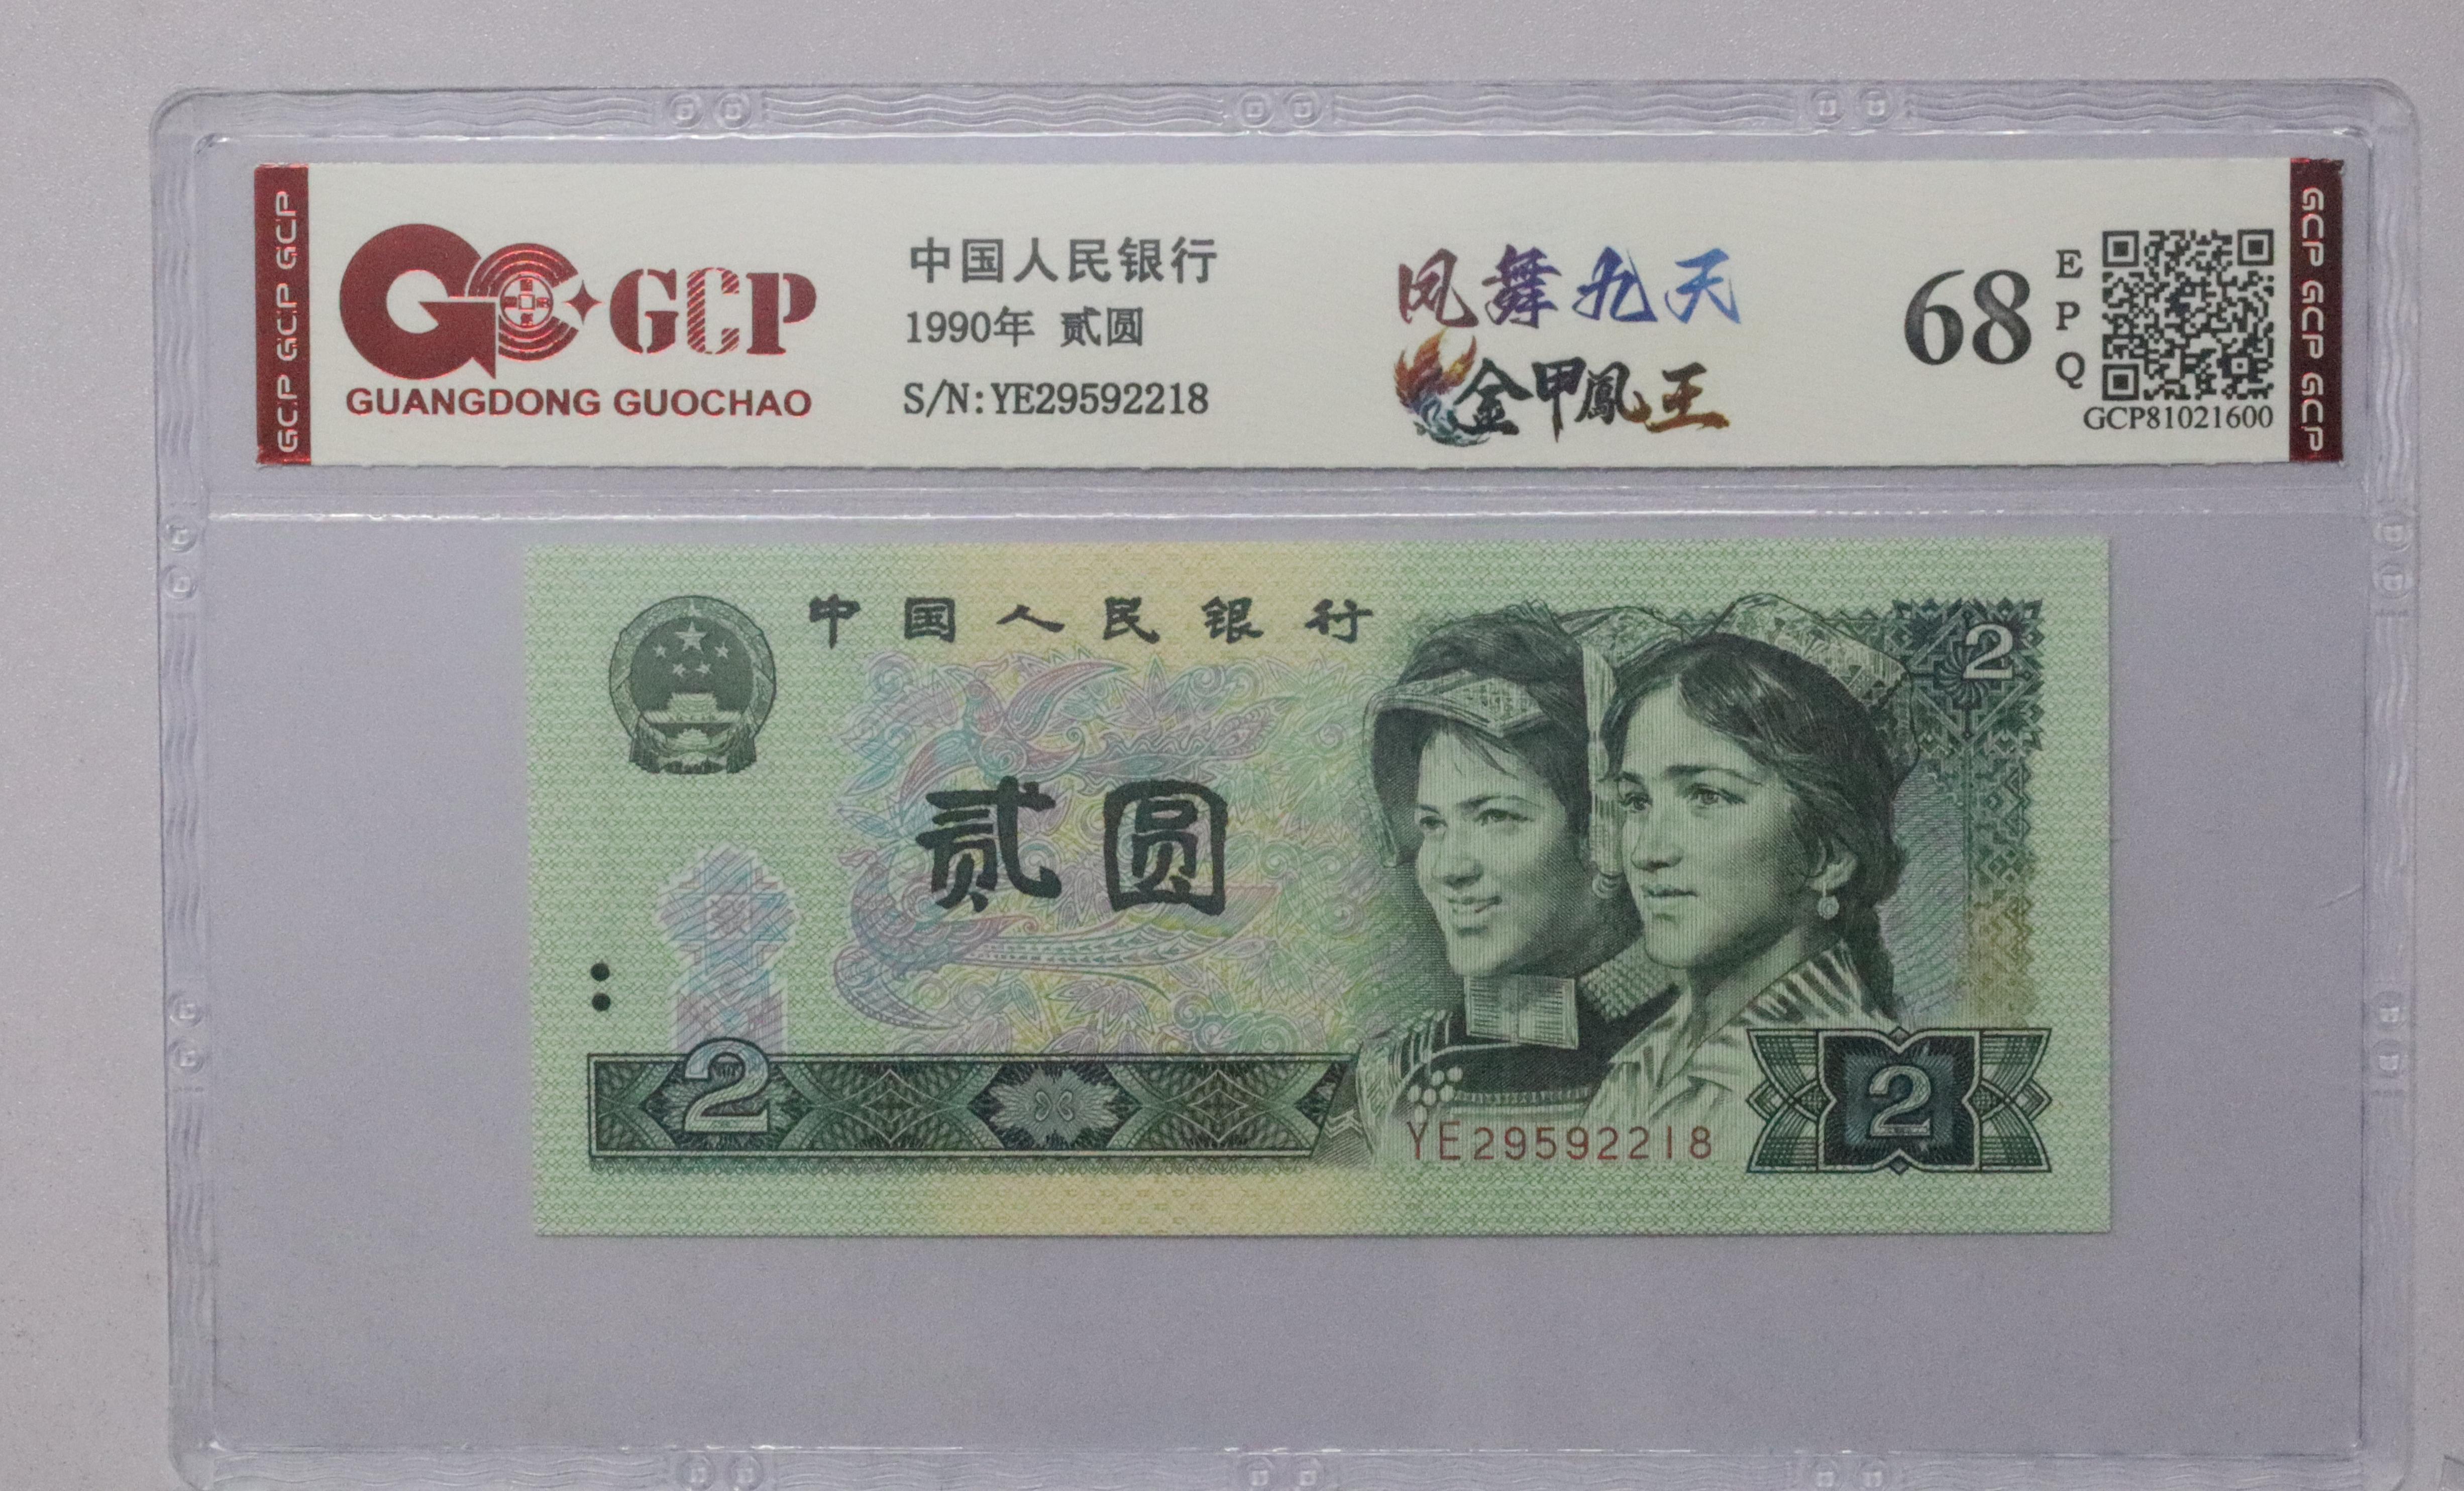 GCP GCP GCP
GCP
GUANGDONG GUOCHAO
中国人民银行
1990年 贰圆
S/N:YE29592218
凤舞九天
金甲鳳王
68
EPQ
GCP81021600
GCP GCP GCP
中国人民银行
2
贰圆
2
YE29592218
2